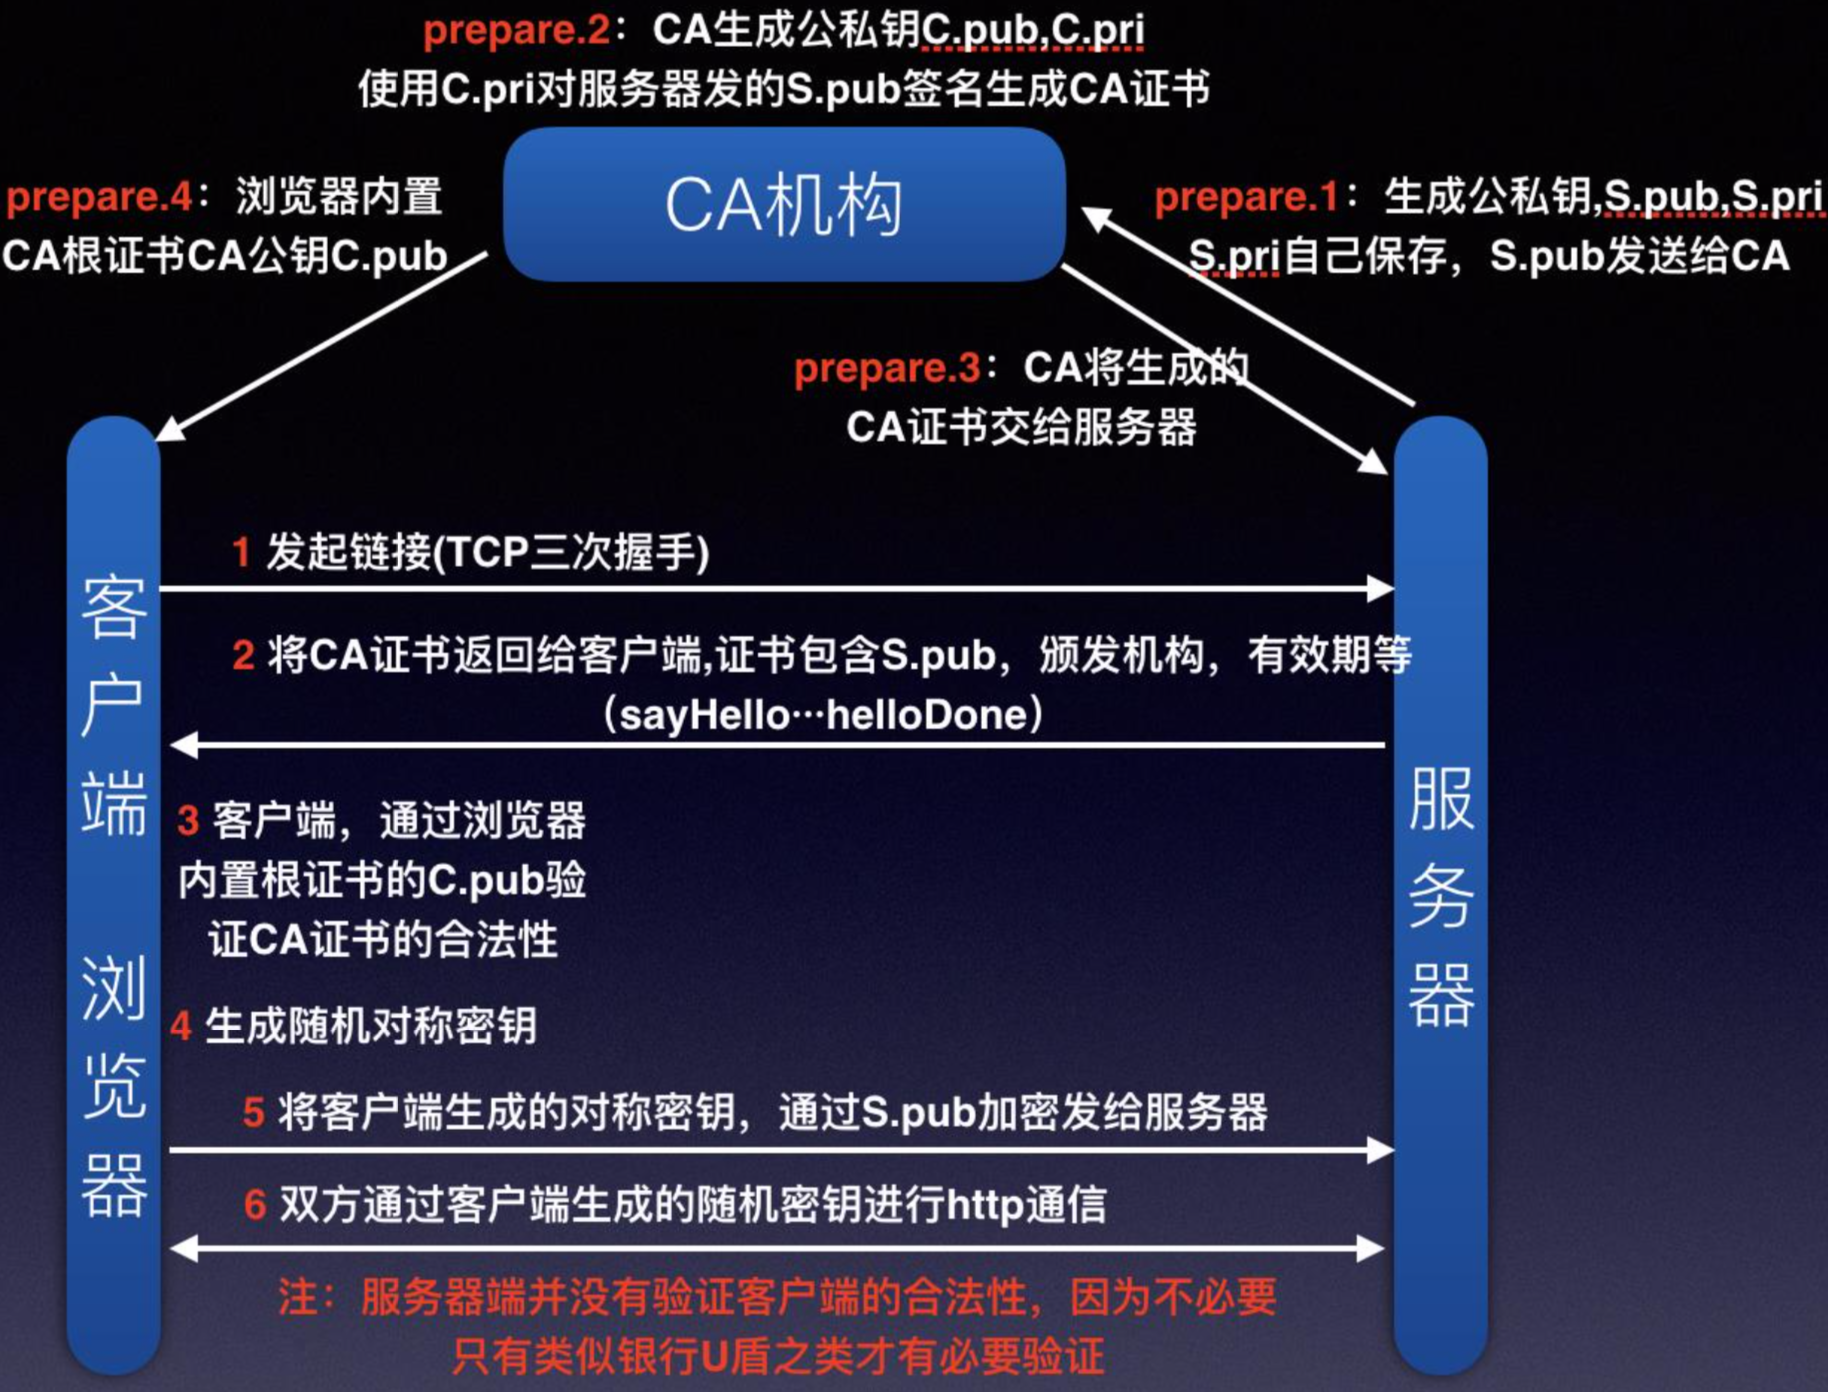 prepare.2：CA生成公私钥C.pub,C.pri
使用C.pri对服务器发的S.pub签名生成CA证书
CA机构
prepare.4：浏览器内置
CA根证书CA公钥C.pub
prepare.1：生成公私钥,S.pub,S.pri
S.pri自己保存，S.pub发送给CA
prepare.3：CA将生成的
CA证书交给服务器
1 发起链接(TCP三次握手)
2 将CA证书返回给客户端,证书包含S.pub，颁发机构，有效期等
（sayHello…helloDone）
3 客户端，通过浏览器
内置根证书的C.pub验
证CA证书的合法性
4 生成随机对称密钥
5 将客户端生成的对称密钥，通过S.pub加密发给服务器
6 双方通过客户端生成的随机密钥进行http通信
注：服务器端并没有验证客户端的合法性，因为不必要
只有类似银行U盾之类才有必要验证
客户端 浏览器
服务器